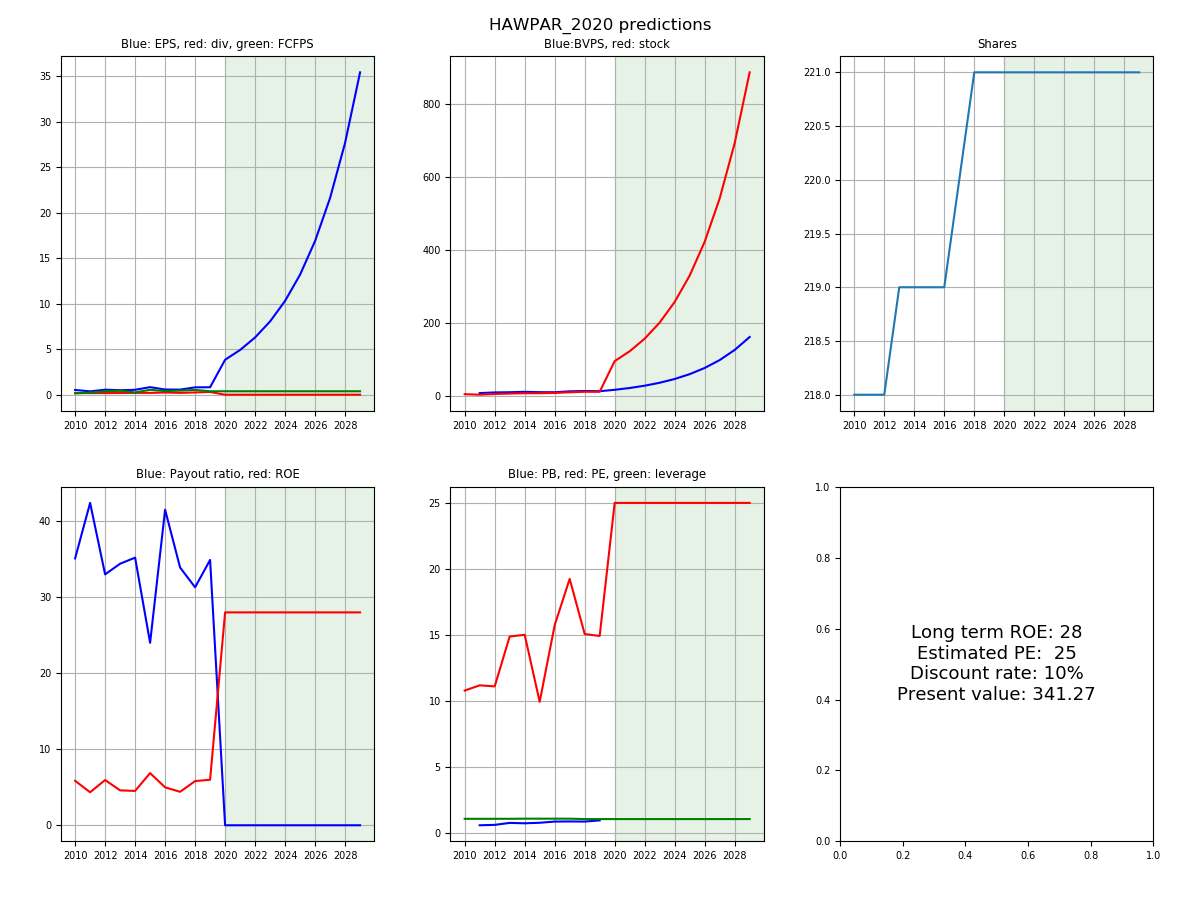 HAWPAR_2020 predictions
Blue: EPS, red: div, green: FCFPS
35
30
25
20
15
10
5
0
2010 2012 2014 2016 2018 2020 2022 2024 2026 2028
Blue:BVPS, red: stock
800
600
400
200
0
2010 2012 2014 2016 2018 2020 2022 2024 2026 2028
Shares
221.0
220.5
220.0
219.5
219.0
218.5
218.0
2010 2012 2014 2016 2018 2020 2022 2024 2026 2028
Blue: Payout ratio, red: ROE
40
30
20
10
0
2010 2012 2014 2016 2018 2020 2022 2024 2026 2028
Blue: PB, red: PE, green: leverage
25
20
15
10
5
0
2010 2012 2014 2016 2018 2020 2022 2024 2026 2028
1.0
0.8
0.6
0.4
0.2
0.0
Long term ROE: 28
Estimated PE:  25
Discount rate: 10%
Present value: 341.27
0.0 0.2 0.4 0.6 0.8 1.0